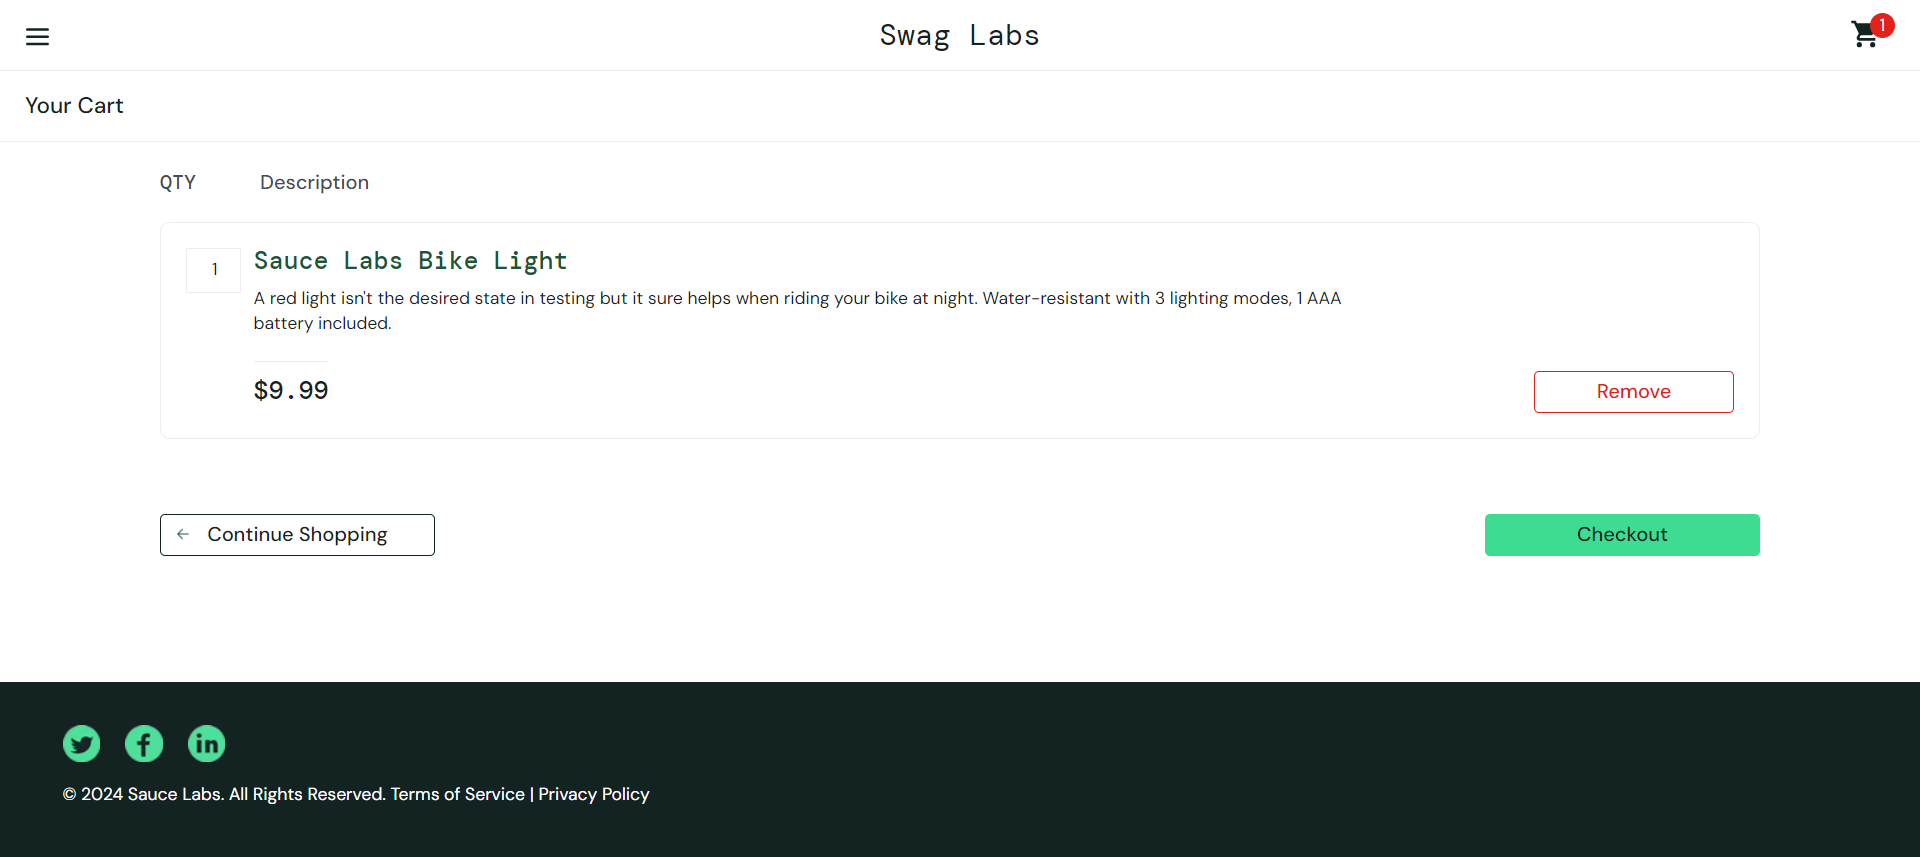 Swag Labs
1
Your Cart
QTY Description
1
Sauce Labs Bike Light
A red light isn't the desired state in testing but it sure helps when riding your bike at night. Water-resistant with 3 lighting modes, 1 AAA
battery included.
$9.99
Remove
Continue Shopping
Checkout
© 2024 Sauce Labs. All Rights Reserved. Terms of Service | Privacy Policy